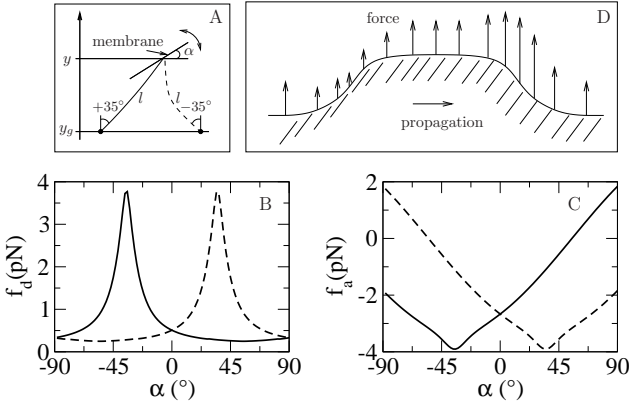 A
membrane
α
y
+35°
l
l
−35°
y_g
D
force
propagation
4
3
2
1
0
f_d(pN)
B
-90
-45
0
45
90
α (°)
2
0
-2
-4
f_a(pN)
C
-90
-45
0
45
90
α (°)